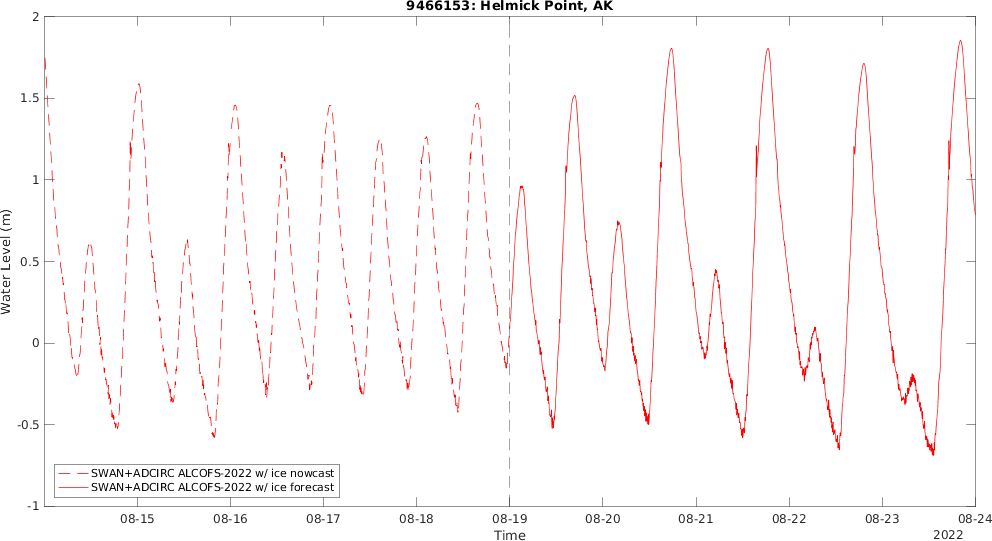 9466153: Helmick Point, AK
2
1.5
1
0.5
0
-0.5
-1
Water Level (m)
SWAN+ADCIRC ALCOFS-2022 w/ ice nowcast
SWAN+ADCIRC ALCOFS-2022 w/ ice forecast
08-15 08-16 08-17 08-18 08-19 08-20 08-21 08-22 08-23 08-24
Time
2022